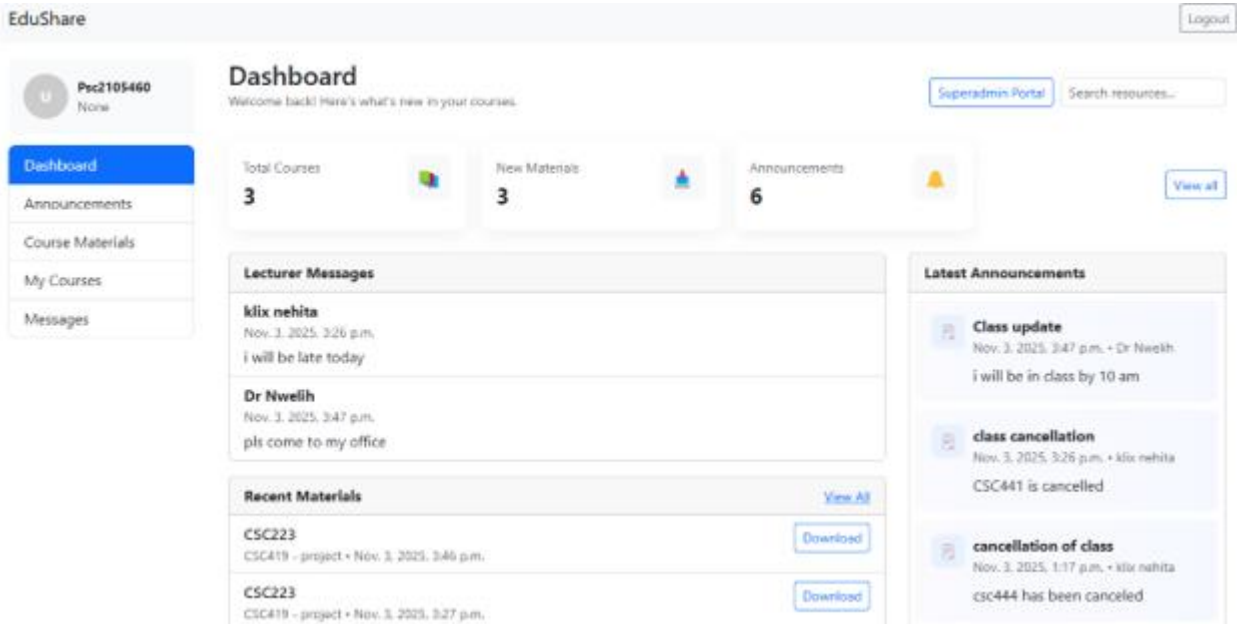 EduShare
Logout
U
Psc2105460
None
Dashboard
Announcements
Course Materials
My Courses
Messages
Dashboard
Welcome back! Here's what's new in your courses.
Superadmin Portal
Search resources...
Total Courses
3
New Materials
3
Announcements
6
View all
Lecturer Messages
klix nehita
Nov. 3, 2025, 3:26 p.m.
i will be late today
Dr Nwelih
Nov. 3, 2025, 3:47 p.m.
pls come to my office
Recent Materials
View All
CSC223
CSC419 - project • Nov. 3, 2025, 3:46 p.m.
Download
CSC223
CSC419 - project • Nov. 3, 2025, 3:27 p.m.
Download
Latest Announcements
Class update
Nov. 3, 2025, 3:47 p.m. • Dr Nwelih
i will be in class by 10 am
class cancellation
Nov. 3, 2025, 3:26 p.m. • klix nehita
CSC441 is cancelled
cancellation of class
Nov. 3, 2025, 1:17 p.m. • klix nehita
csc444 has been canceled